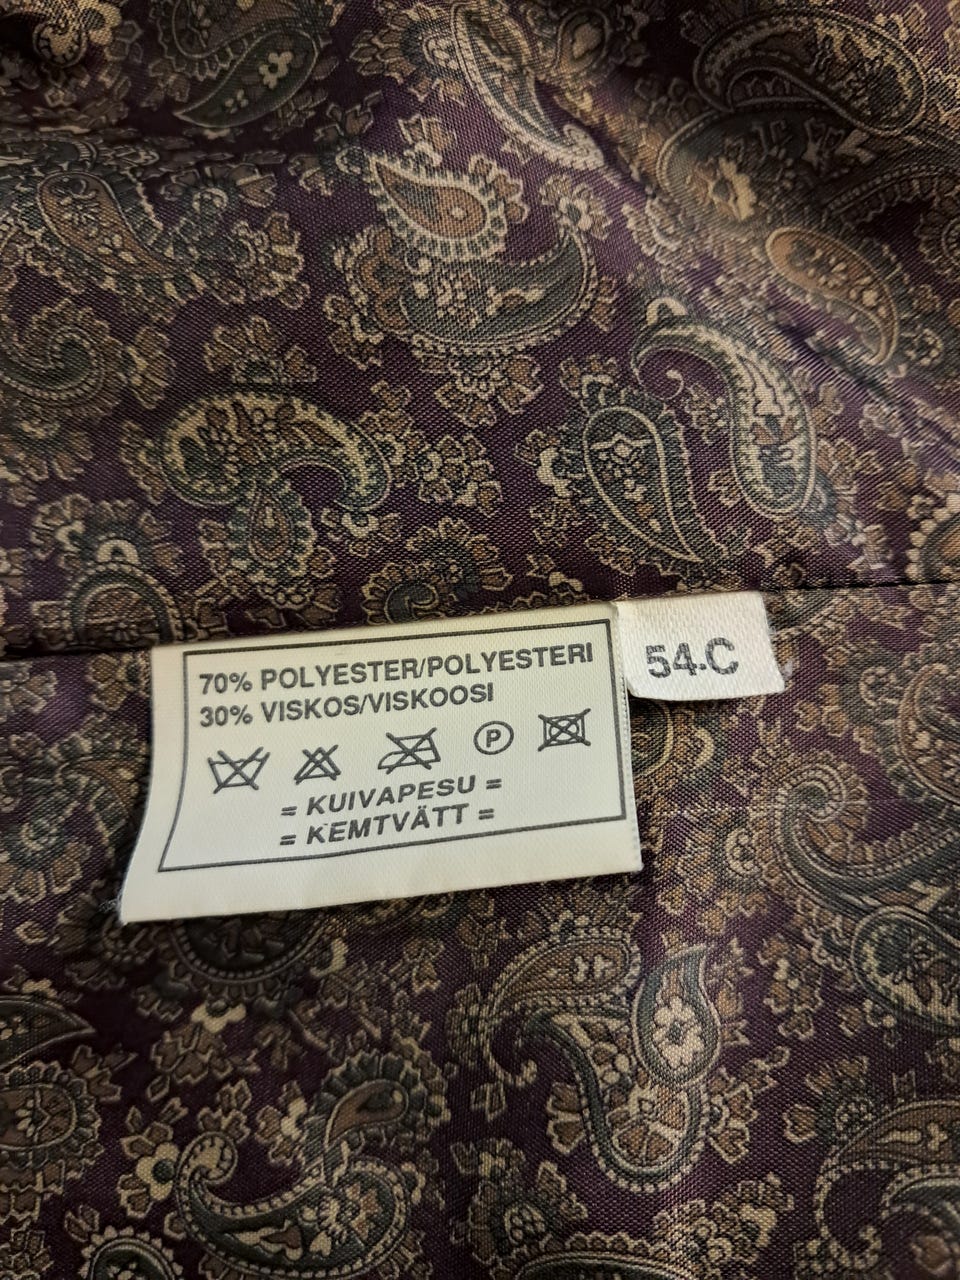 70% POLYESTER/POLYESTERI
30% VISKOS/VISKOOSI
P
= KUIVAPESU =
= KEMTVÄTT =
54.C